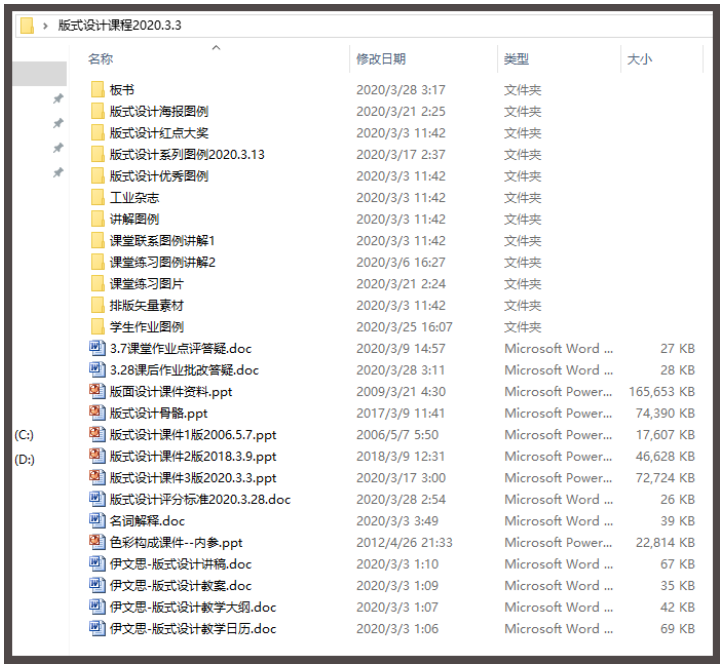 版式设计课程2020.3.3
名称 修改日期 类型 大小
板书 2020/3/28 3:17 文件夹
版式设计海报图例 2020/3/21 2:25 文件夹
版式设计红点大奖 2020/3/3 11:42 文件夹
版式设计系列图例2020.3.13 2020/3/17 2:37 文件夹
版式设计优秀图例 2020/3/3 11:42 文件夹
工业杂志 2020/3/3 11:42 文件夹
讲解图例 2020/3/3 11:42 文件夹
课堂联系图例讲解1 2020/3/3 11:42 文件夹
课堂练习图例讲解2 2020/3/6 16:27 文件夹
课堂练习图片 2020/3/21 2:24 文件夹
排版矢量素材 2020/3/3 11:42 文件夹
学生作业图例 2020/3/25 16:07 文件夹
3.7课堂作业点评答疑.doc 2020/3/9 14:57 Microsoft Word ... 27 KB
3.28课后作业批改答疑.doc 2020/3/28 3:11 Microsoft Word ... 28 KB
版面设计课件资料.ppt 2009/3/21 4:30 Microsoft Power... 165,653 KB
版式设计骨骼.ppt 2017/3/9 11:41 Microsoft Power... 74,390 KB
(C:) 版式设计课件1版2006.5.7.ppt 2006/5/7 5:50 Microsoft Power... 17,607 KB
(D:) 版式设计课件2版2018.3.9.ppt 2018/3/9 12:31 Microsoft Power... 46,628 KB
版式设计课件3版2020.3.3.ppt 2020/3/17 3:00 Microsoft Power... 72,724 KB
版式设计评分标准2020.3.28.doc 2020/3/28 2:54 Microsoft Word ... 26 KB
名词解释.doc 2020/3/3 3:49 Microsoft Word ... 39 KB
色彩构成课件--内参.ppt 2012/4/26 21:33 Microsoft Power... 22,814 KB
伊文思-版式设计讲稿.doc 2020/3/3 1:10 Microsoft Word ... 67 KB
伊文思-版式设计教案.doc 2020/3/3 1:09 Microsoft Word ... 35 KB
伊文思-版式设计教学大纲.doc 2020/3/3 1:07 Microsoft Word ... 42 KB
伊文思-版式设计教学日历.doc 2020/3/3 1:06 Microsoft Word ... 69 KB